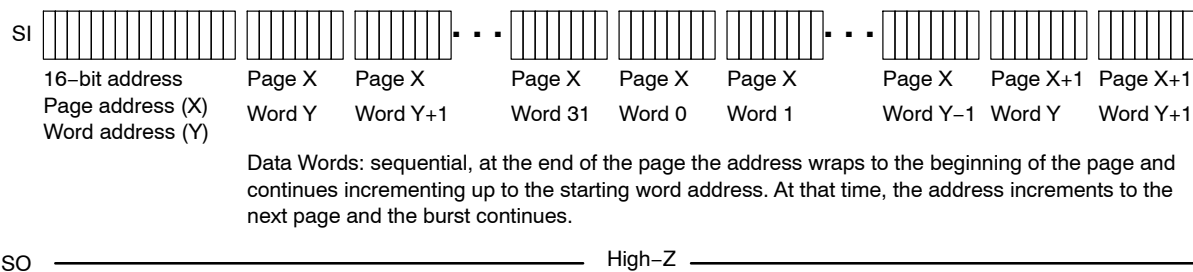 SI
16−bit address
Page address (X)
Word address (Y)
Page X Page X Page X Page X Page X Page X Page X+1 Page X+1
Word Y Word Y+1 Word 31 Word 0 Word 1 Word Y−1 Word Y Word Y+1
Data Words: sequential, at the end of the page the address wraps to the beginning of the page and
continues incrementing up to the starting word address. At that time, the address increments to the
next page and the burst continues.
SO High−Z